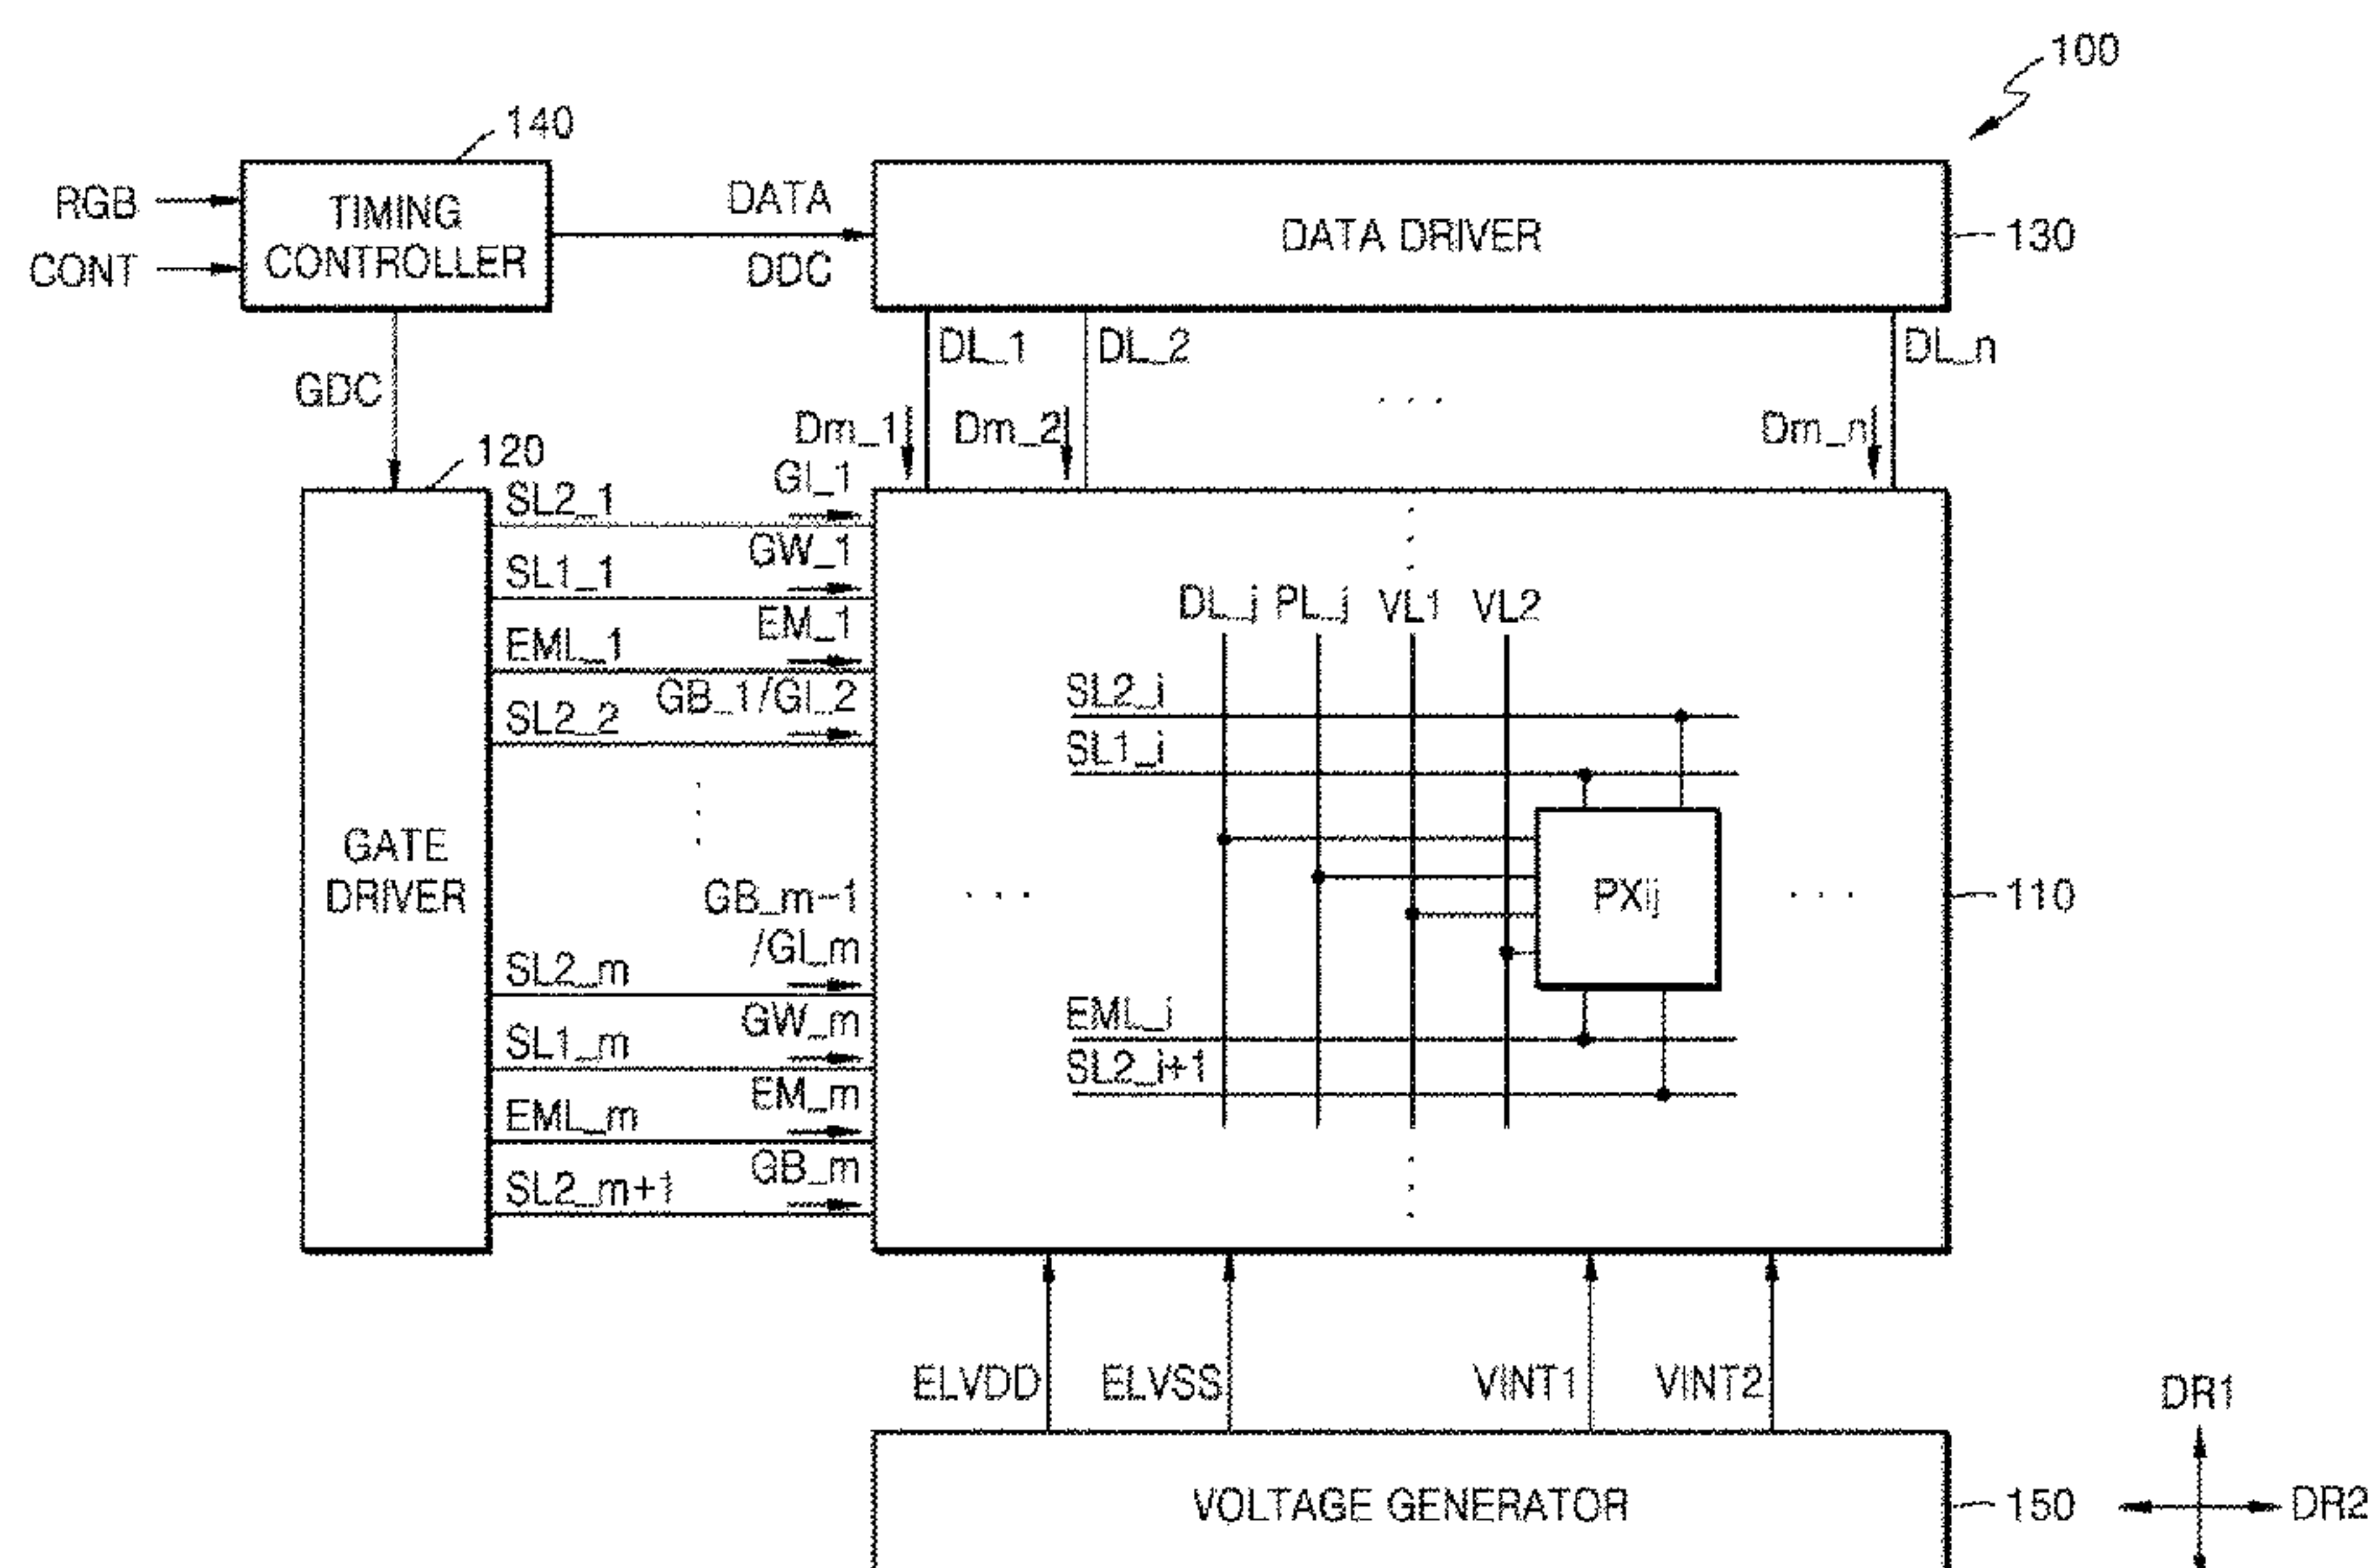 100
140
RGB
CONT
TIMING
CONTROLLER
DATA
DDC
DATA DRIVER
130
GDC
DL_1
DL_2
DL_n
. . .
Dm_1
Dm_2
Dm_n
120
SL2_1
GI_1
SL1_1
GW_1
EML_1
EM_1
SL2_2
GB_1/GI_2
GATE
DRIVER
GB_m-1
/GI_m
SL2_m
SL1_m
GW_m
EML_m
EM_m
SL2_m+1
GB_m
DL_j
PL_j
VL1
VL2
SL2_i
SL1_i
. . .
PXij
. . .
110
EML_i
SL2_i+1
ELVDD
ELVSS
VINT1
VINT2
VOLTAGE GENERATOR
150
DR1
DR2